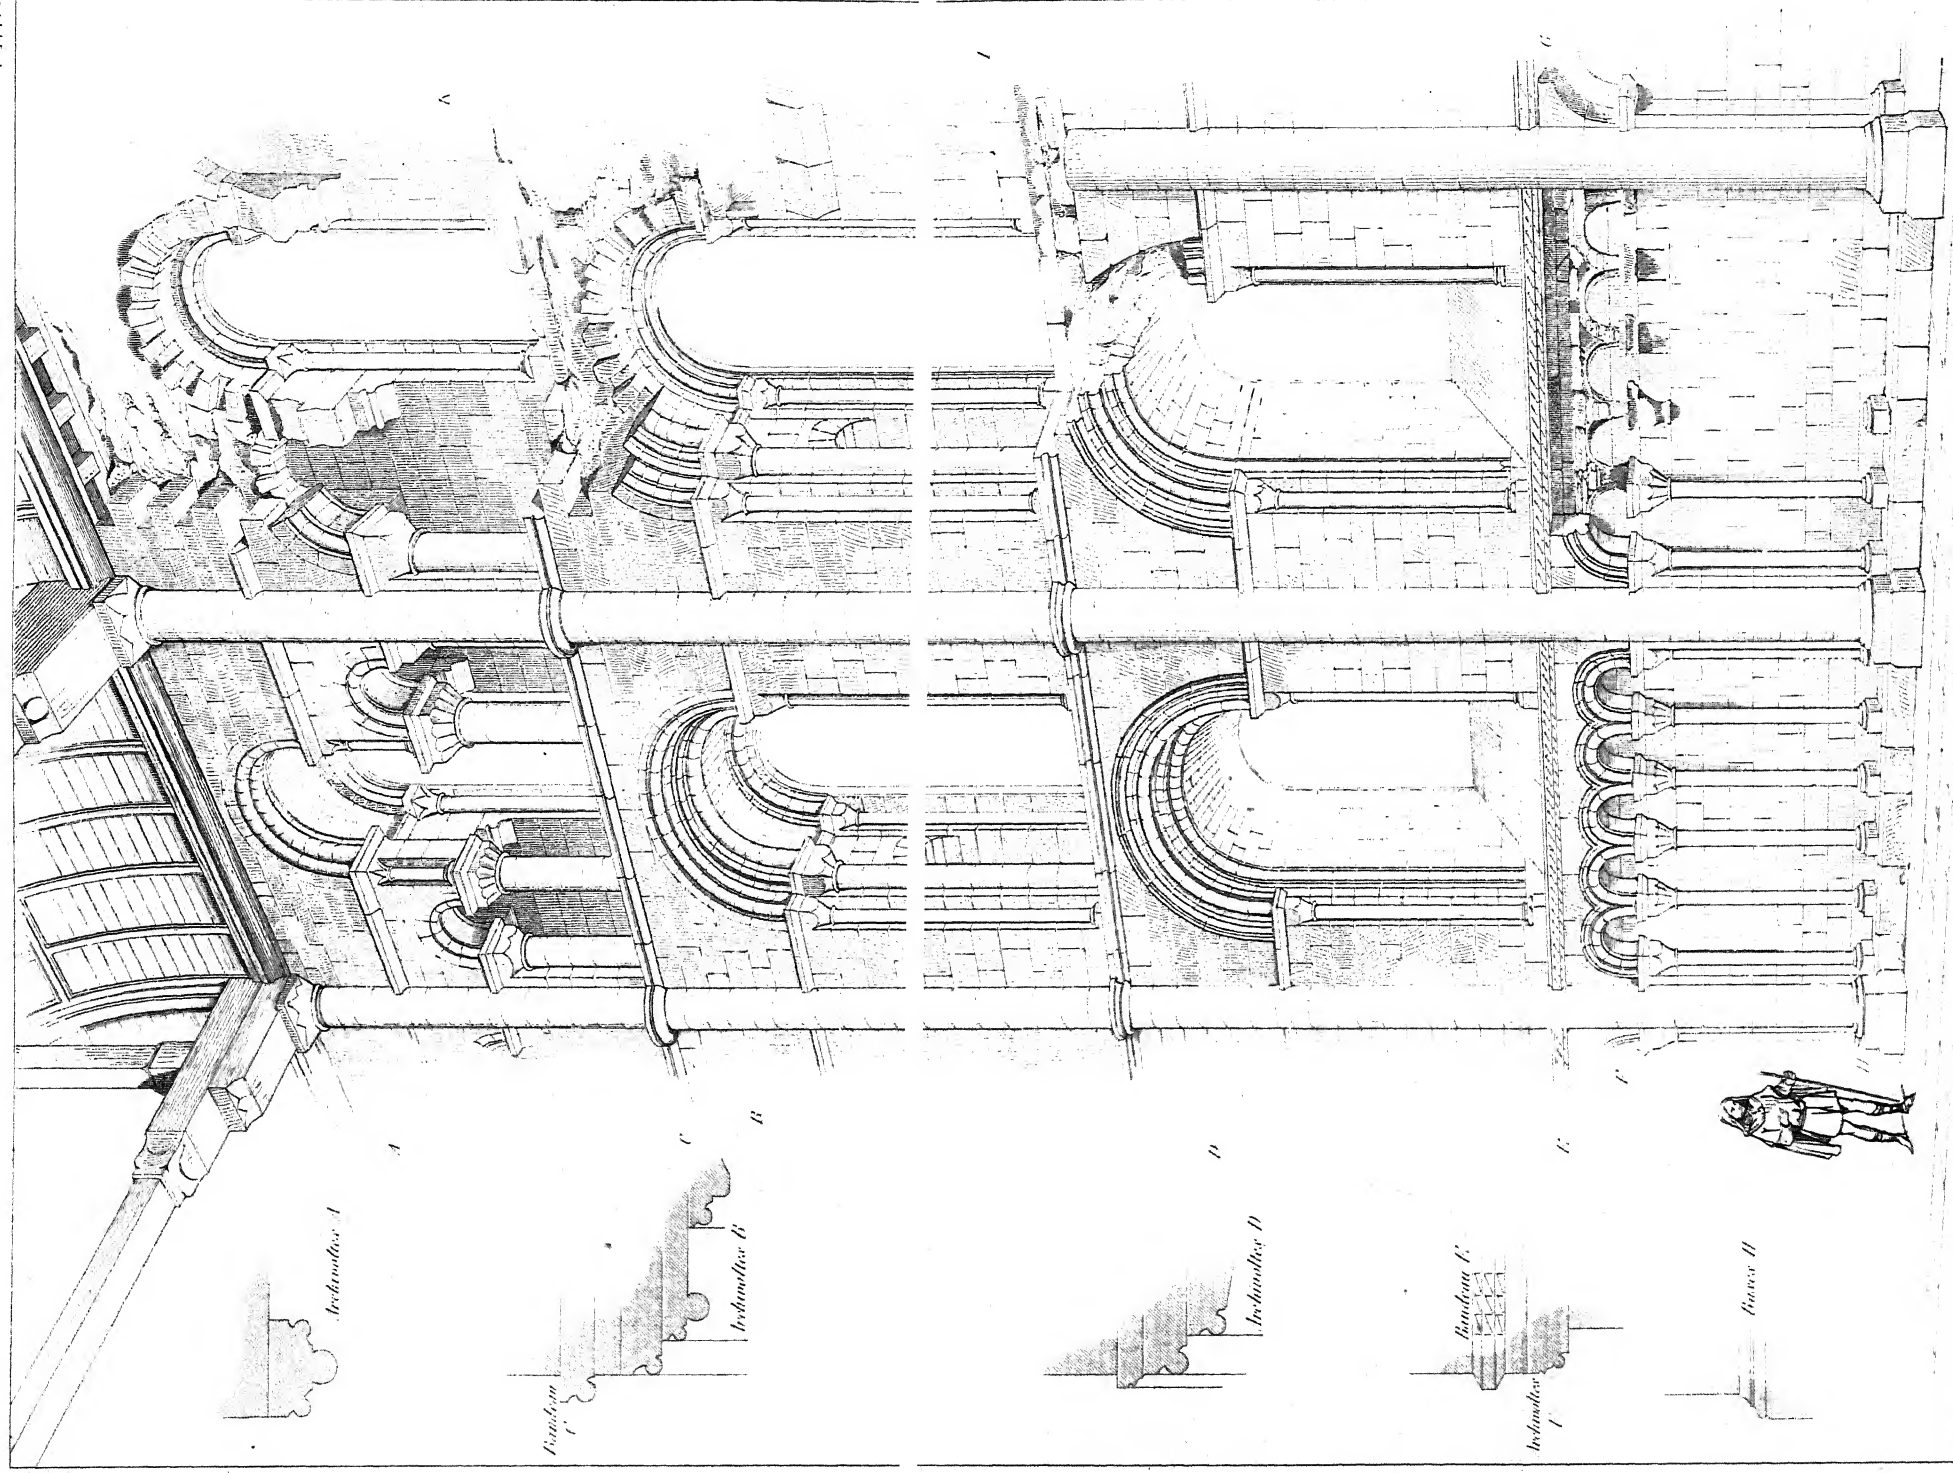 A
I
G
A
C
B
D
E
F
H
Archivoltes A
Bandeau
C
Archivoltes B
Archivoltes D
Bandeau E
Archivoltes
F
Bases H